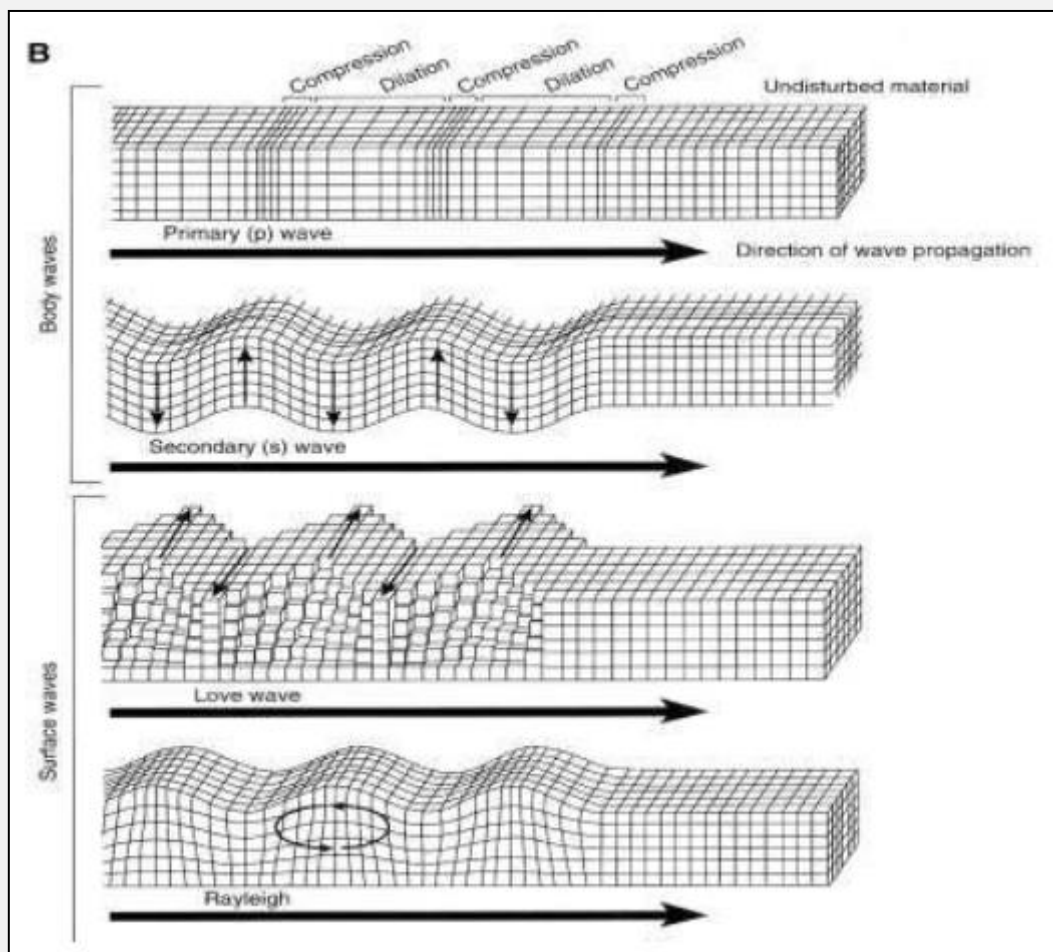 B
Compression
Dilation
Compression
Dilation
Compression
Undisturbed material
Body waves
Primary (p) wave
Direction of wave propagation
Secondary (s) wave
Surface waves
Love wave
Rayleigh